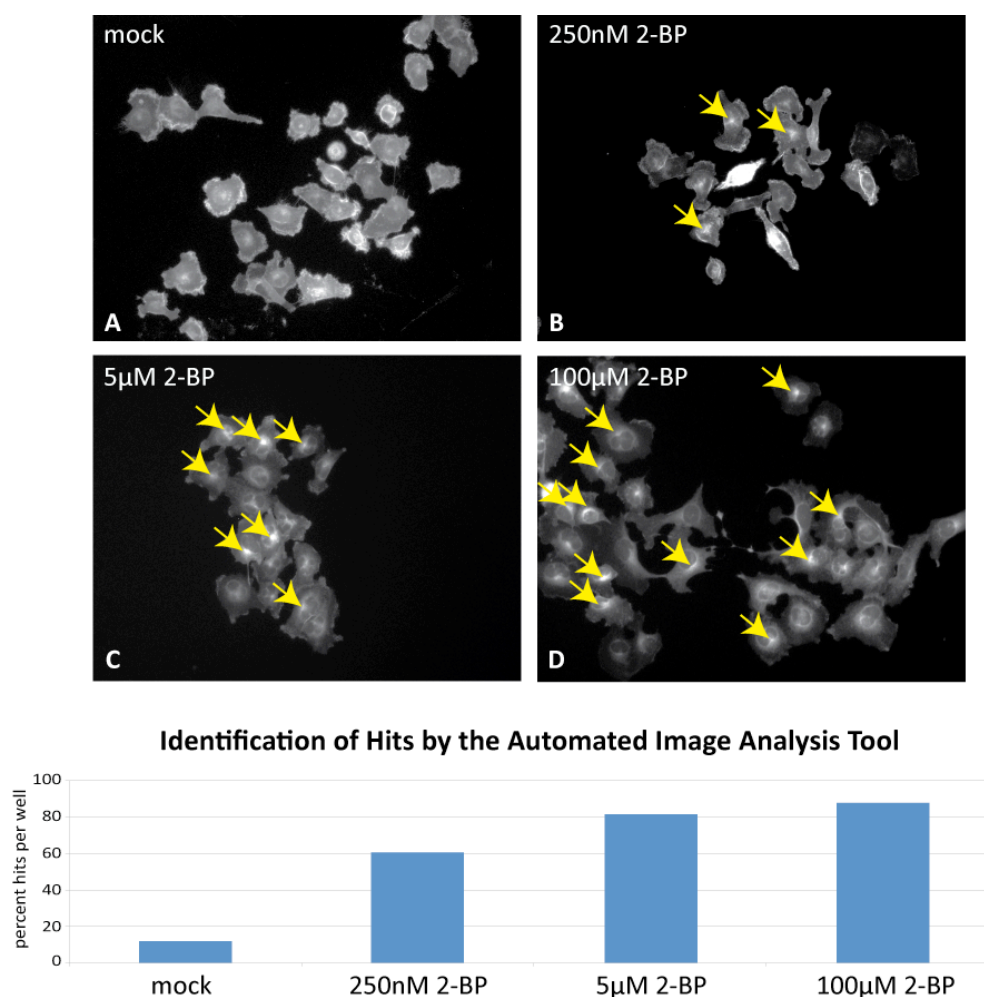 mock
A
250nM 2-BP
B
5µM 2-BP
C
100µM 2-BP
D
Identification of Hits by the Automated Image Analysis Tool
percent hits per well
100
80
60
40
20
0
mock 250nM 2-BP 5µM 2-BP 100µM 2-BP